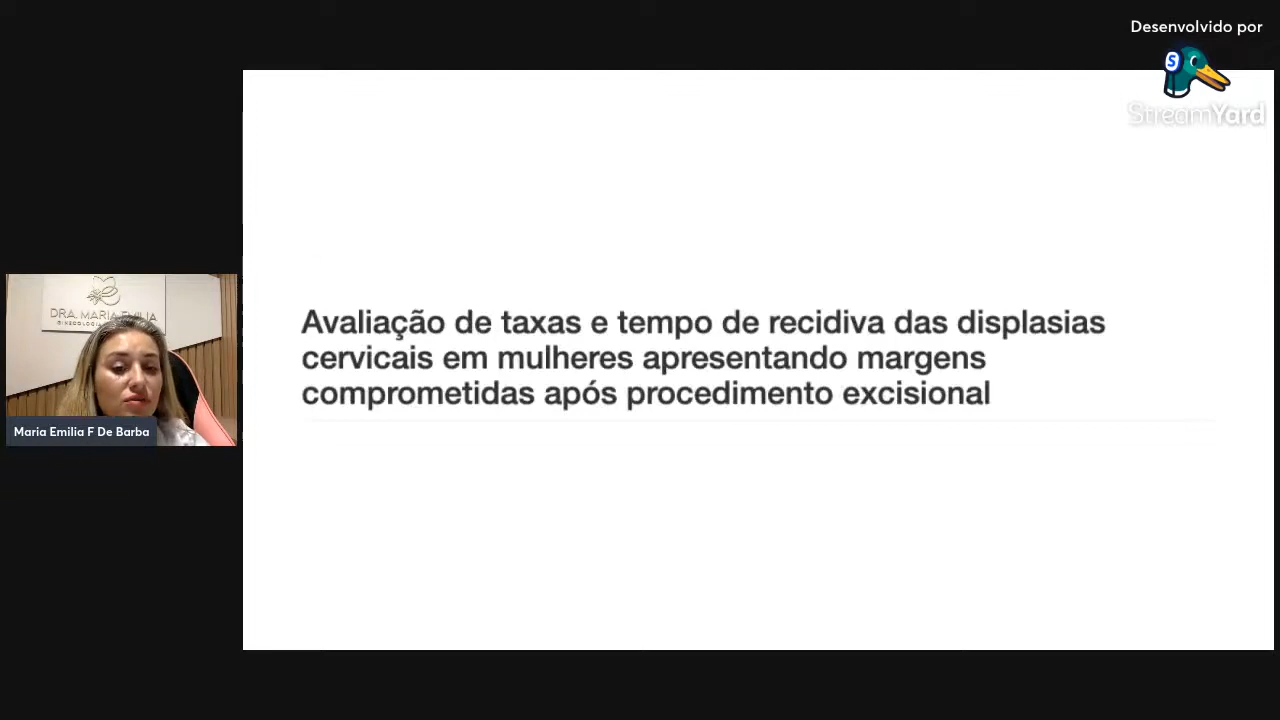 Desenvolvido por
StreamYard
Avaliação de taxas e tempo de recidiva das displasias
cervicais em mulheres apresentando margens
comprometidas após procedimento excisional
DRA. MARIA EMILIA
Maria Emilia F De Barba